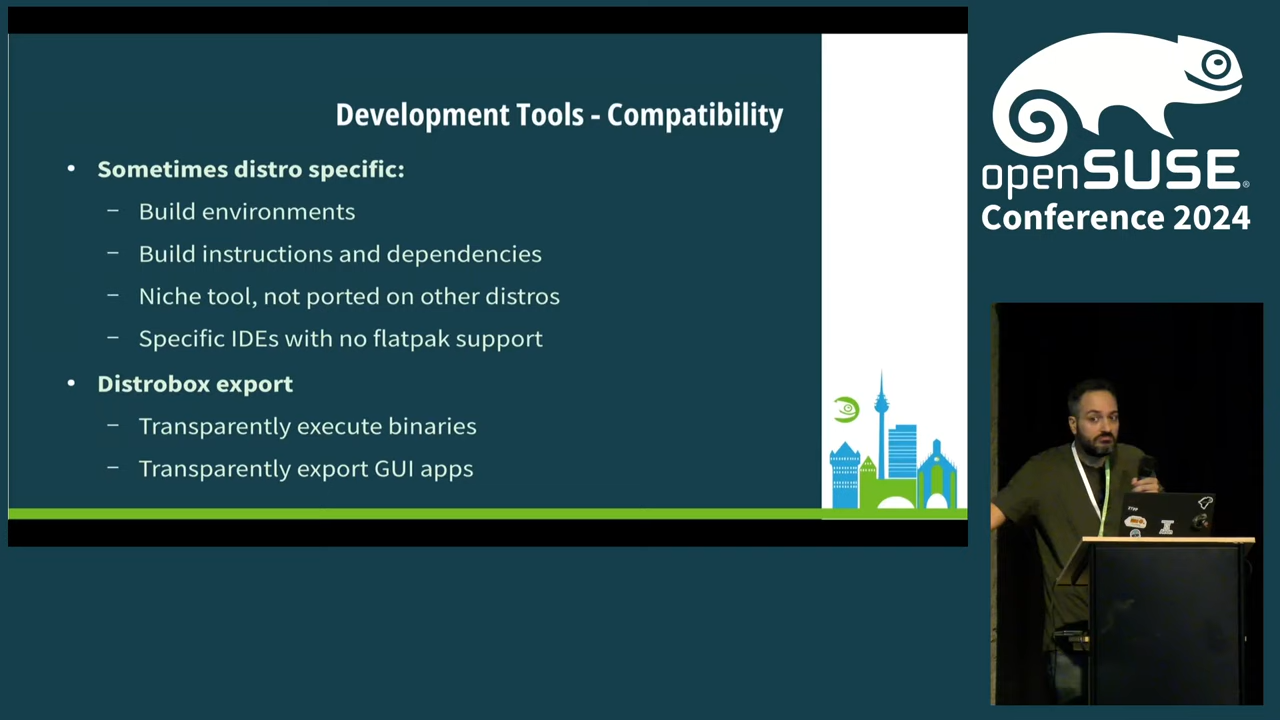 Development Tools - Compatibility
• Sometimes distro specific:
– Build environments
– Build instructions and dependencies
– Niche tool, not ported on other distros
– Specific IDEs with no flatpak support
• Distrobox export
– Transparently execute binaries
– Transparently export GUI apps
openSUSE®
Conference 2024